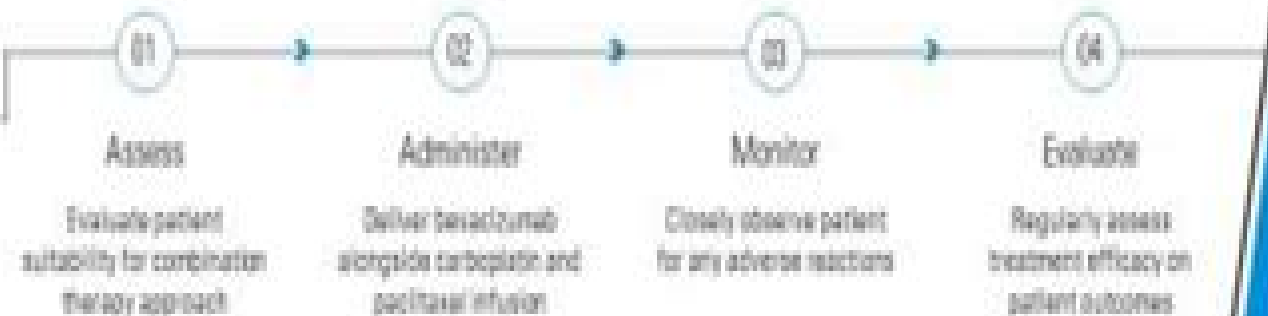 01
02
03
04
Assess
Administer
Monitor
Evaluate
Evaluate patient
suitability for combination
therapy approach
Deliver bevacizumab
alongside carboplatin and
paclitaxel infusion
Closely observe patient
for any adverse reactions
Regularly assess
treatment efficacy on
patient outcomes